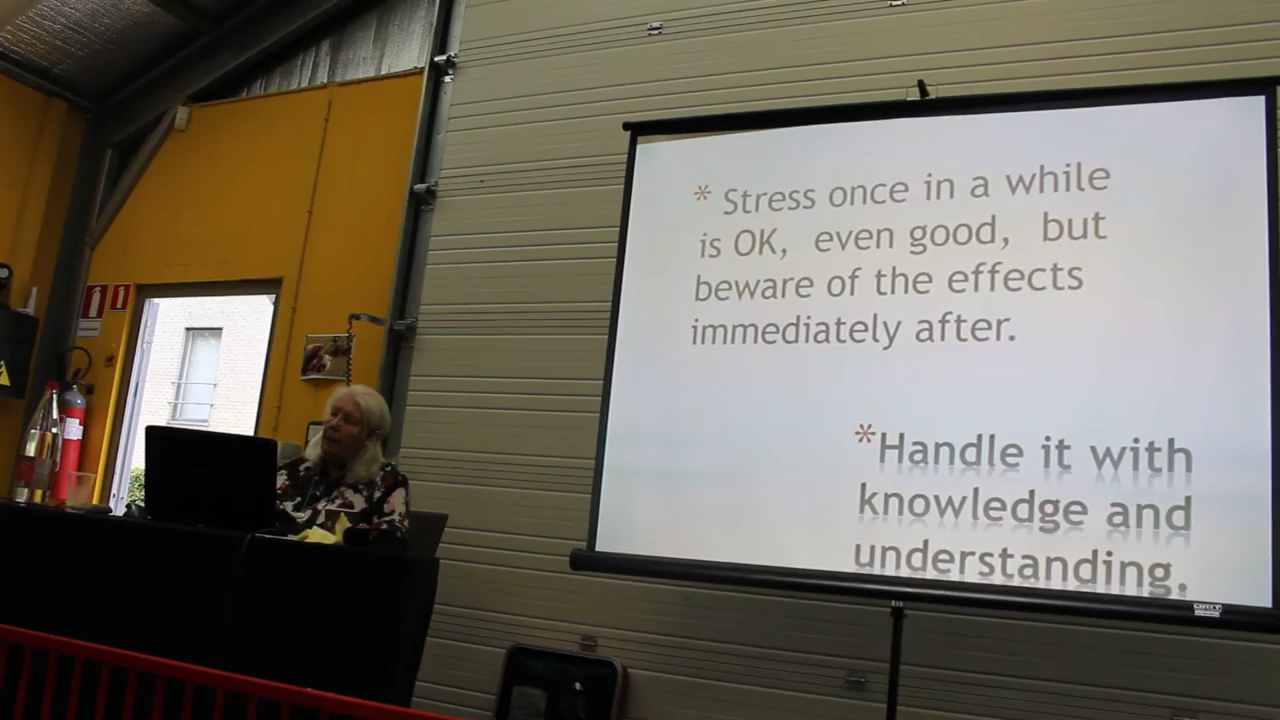 * Stress once in a while
is OK, even good, but
beware of the effects
immediately after.
*Handle it with
knowledge and
understanding.